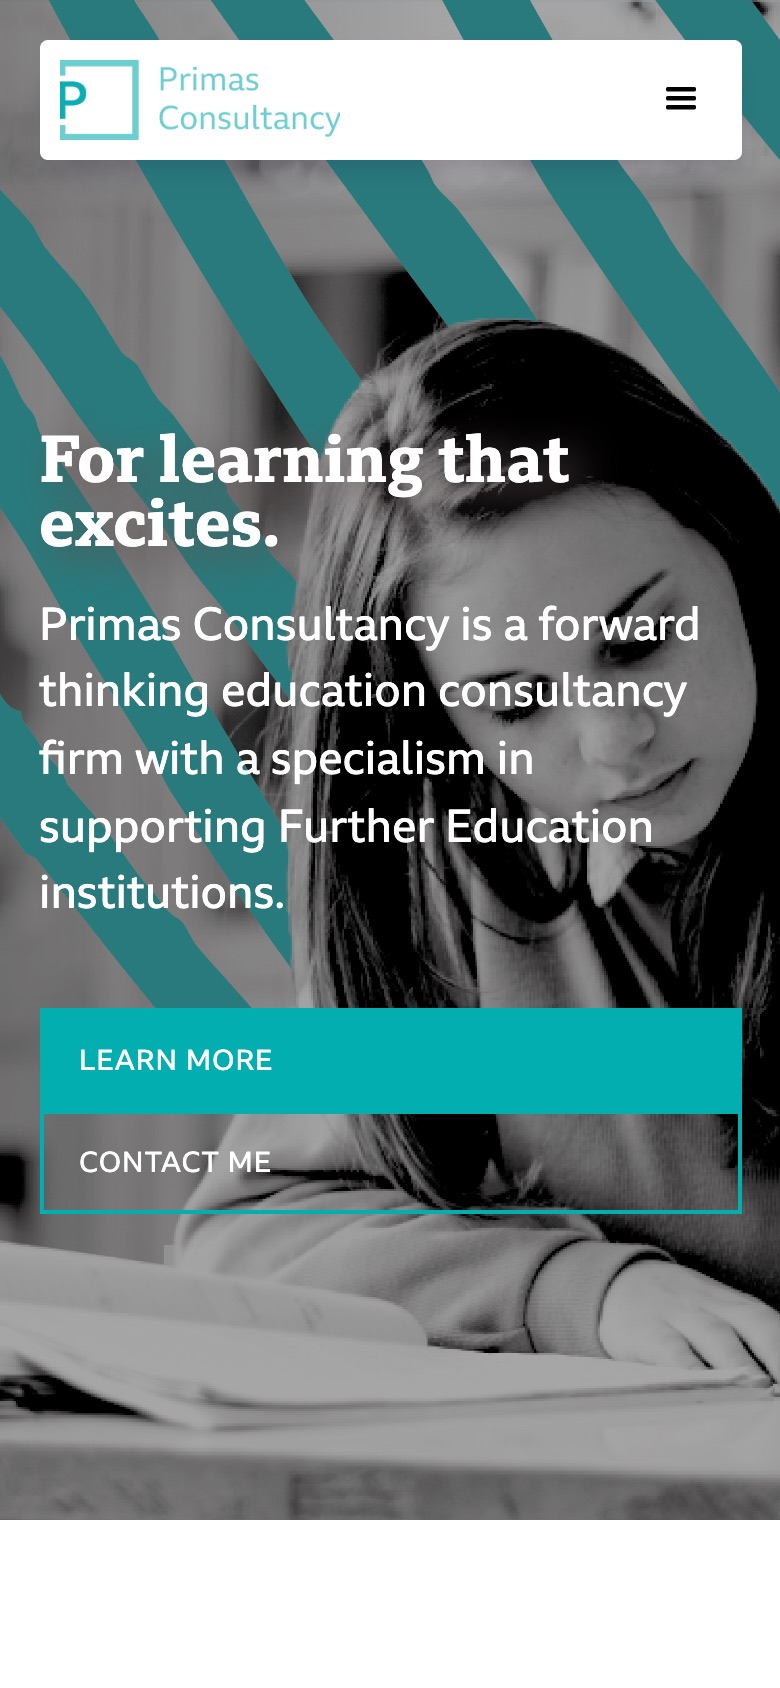 P
Primas
Consultancy
For learning that
excites.
Primas Consultancy is a forward
thinking education consultancy
firm with a specialism in
supporting Further Education
institutions.
LEARN MORE
CONTACT ME